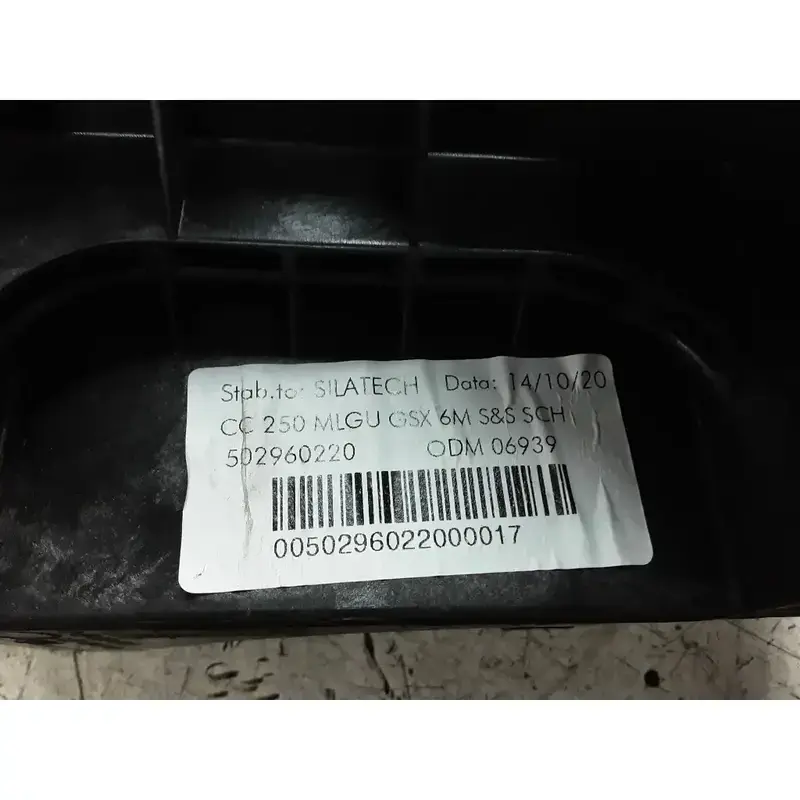 Stab.to: SILATECH Data: 14/10/20
CC 250 MLGU GSX 6M S&S SCH
502960220 ODM 06939
0050296022000017